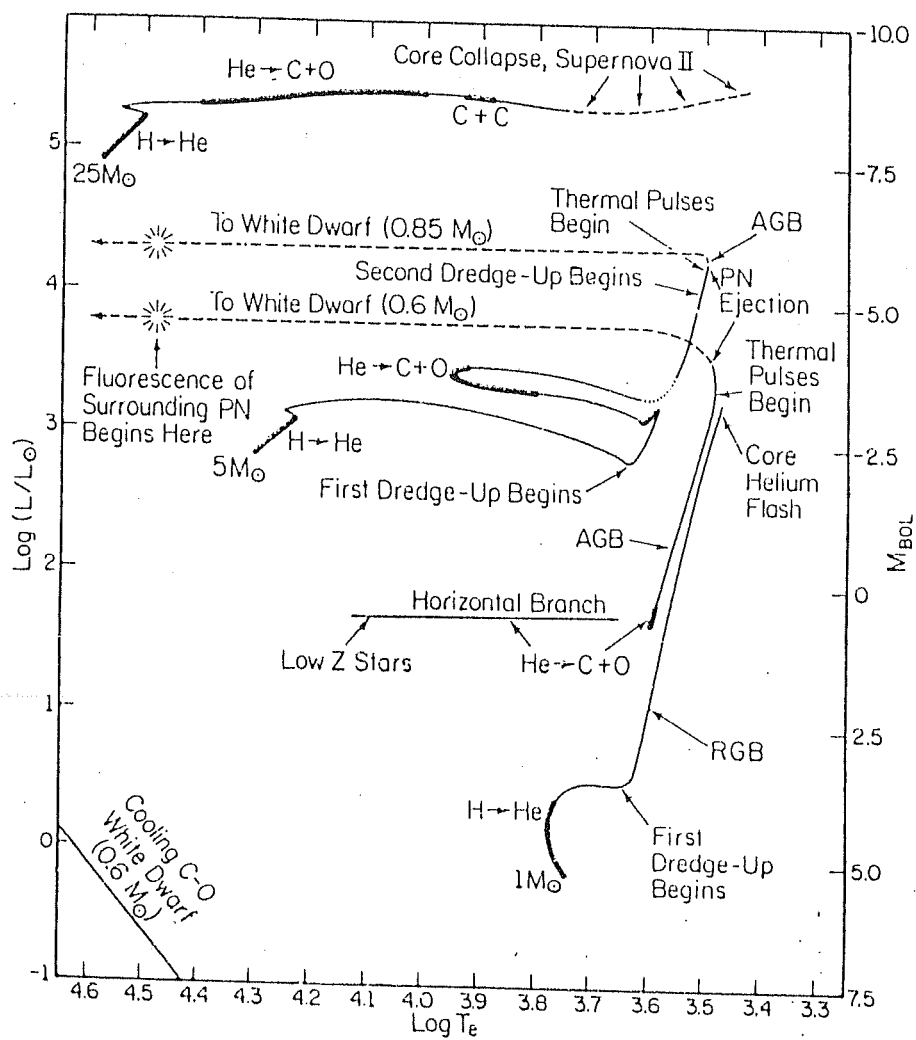 -10.0
Core Collapse, Supernova II
He→C+O
C+C
H→He
5
25M⊙
-7.5
Thermal Pulses
Begin
AGB
To White Dwarf (0.85 M⊙)
4
Second Dredge-Up Begins
PN
Ejection
To White Dwarf (0.6 M⊙)
-5.0
Thermal
Pulses
Begin
He→C+O
Fluorescence of
Surrounding PN
Begins Here
3
H→He
5M⊙
First Dredge-Up Begins
Core
Helium
Flash
-2.5
Log (L/L⊙)
M BOL
AGB
2
0
Horizontal Branch
Low Z Stars
He→C+O
1
RGB
2.5
H→He
First
Dredge-Up
Begins
1M⊙
0
5.0
Cooling C-O
White Dwarf
(0.6 M⊙)
-1
7.5
4.6 4.5 4.4 4.3 4.2 4.1 4.0 3.9 3.8 3.7 3.6 3.5 3.4 3.3
Log Te